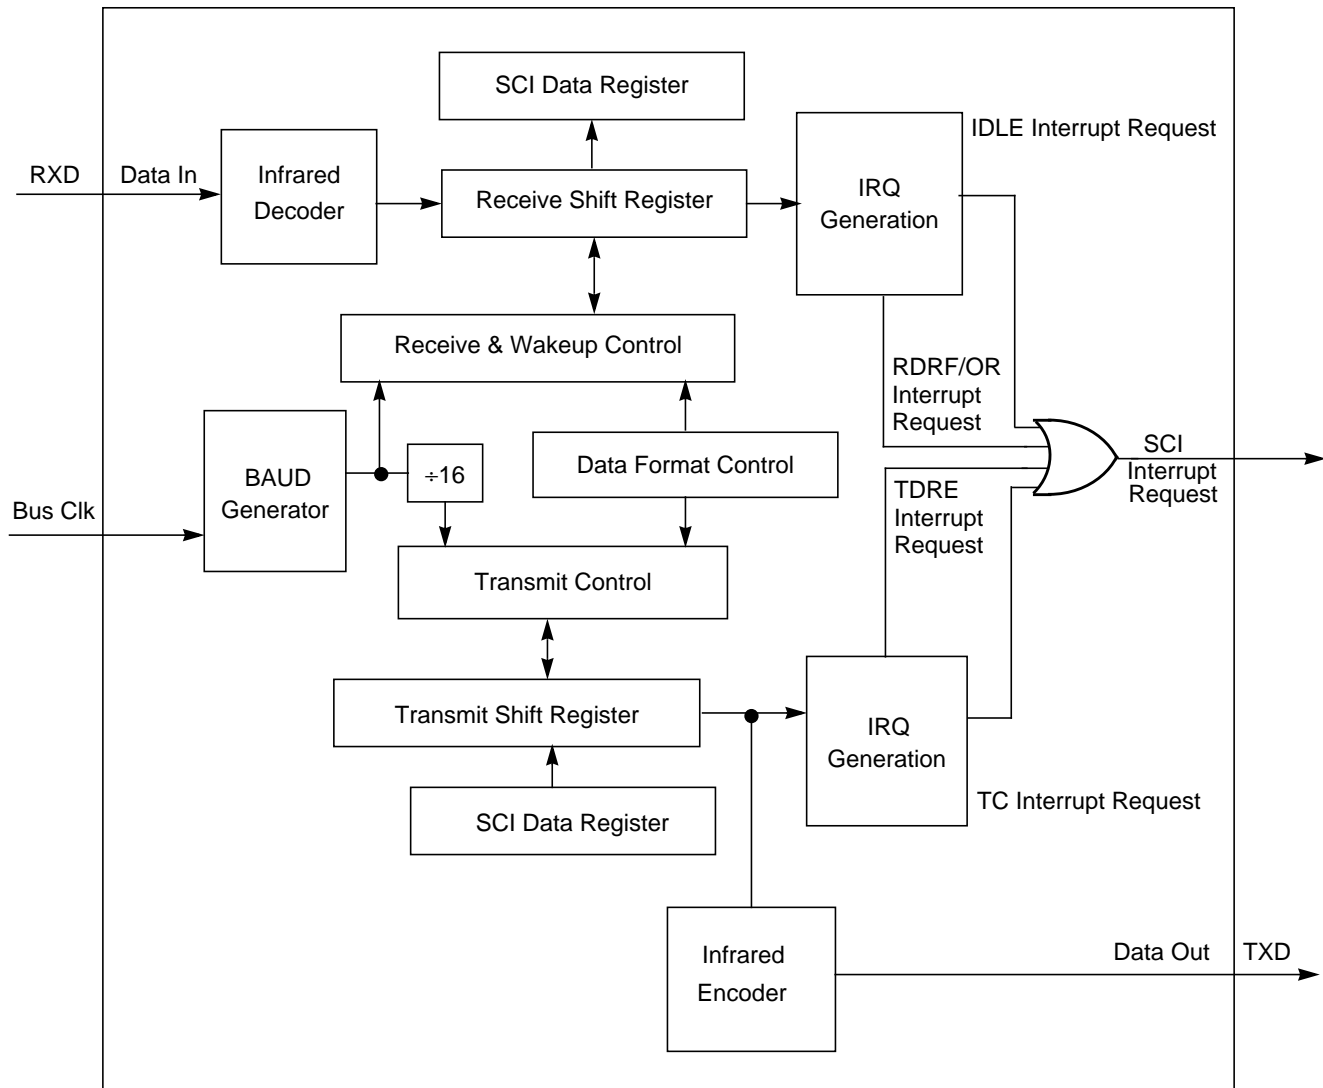 SCI Data Register
IDLE Interrupt Request
RXD
Data In
Infrared
Decoder
Receive Shift Register
IRQ
Generation
Receive & Wakeup Control
RDRF/OR
Interrupt
Request
BAUD
Generator
÷16
Data Format Control
SCI
Interrupt
Request
Bus Clk
TDRE
Interrupt
Request
Transmit Control
Transmit Shift Register
IRQ
Generation
SCI Data Register
TC Interrupt Request
Infrared
Encoder
Data Out
TXD